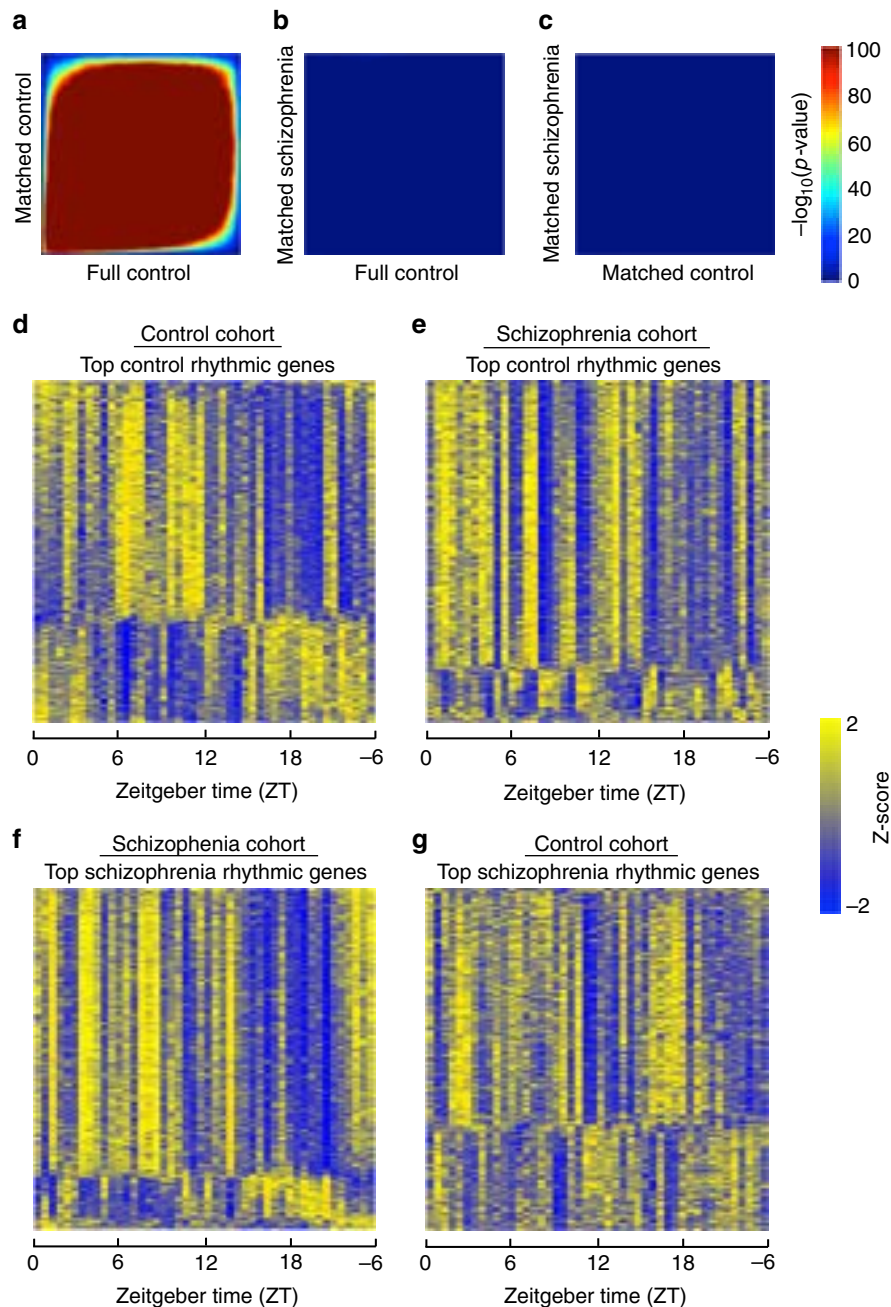 a
b
c
Matched control
Full control
Matched schizophrenia
Full control
Matched schizophrenia
Matched control
−log10(p-value)
100
80
60
40
20
0
d
Control cohort
Top control rhythmic genes
0 6 12 18 −6
Zeitgeber time (ZT)
e
Schizophrenia cohort
Top control rhythmic genes
0 6 12 18 −6
Zeitgeber time (ZT)
2
Z-score
−2
f
Schizophenia cohort
Top schizophrenia rhythmic genes
0 6 12 18 −6
Zeitgeber time (ZT)
g
Control cohort
Top schizophrenia rhythmic genes
0 6 12 18 −6
Zeitgeber time (ZT)